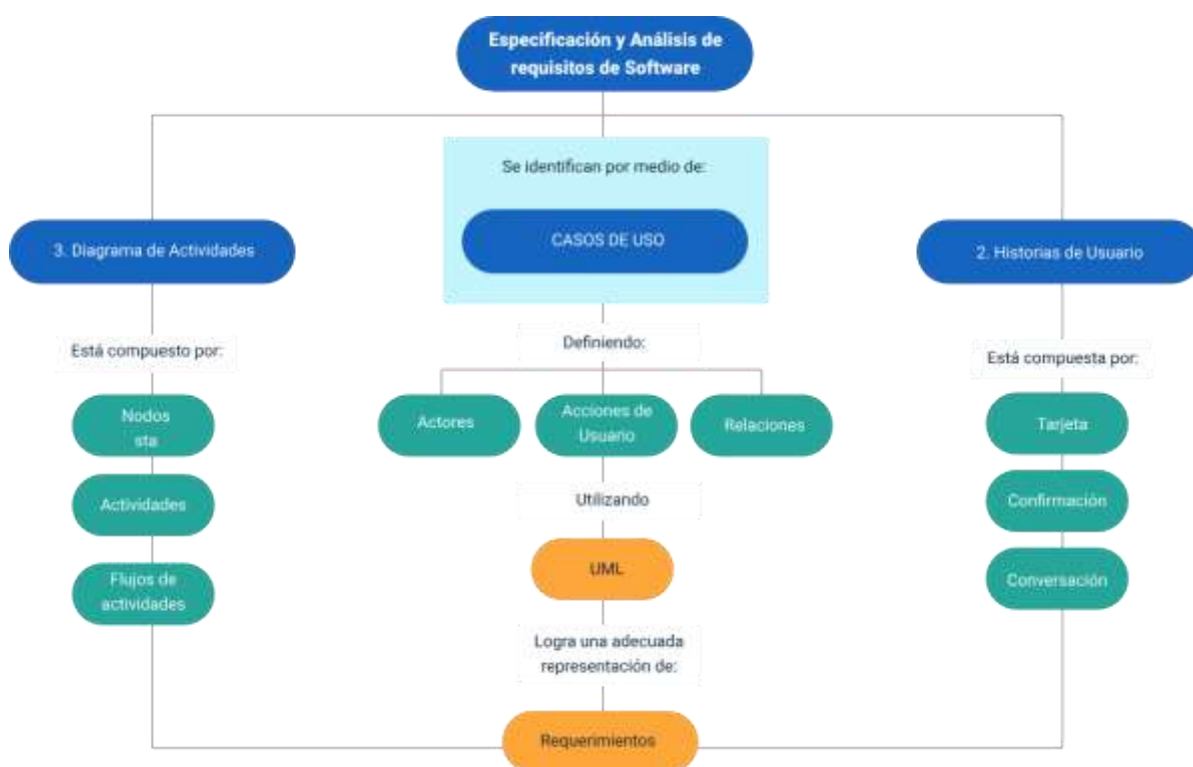 Especificación y Análisis de
requisitos de Software
Se identifican por medio de:
CASOS DE USO
3. Diagrama de Actividades
2. Historias de Usuario
Definiendo:
Está compuesto por:
Está compuesta por:
Nodos
sta
Actores
Acciones de
Usuario
Relaciones
Tarjeta
Actividades
Utilizando
Confirmación
Flujos de
actividades
UML
Conversación
Logra una adecuada
representación de:
Requerimientos